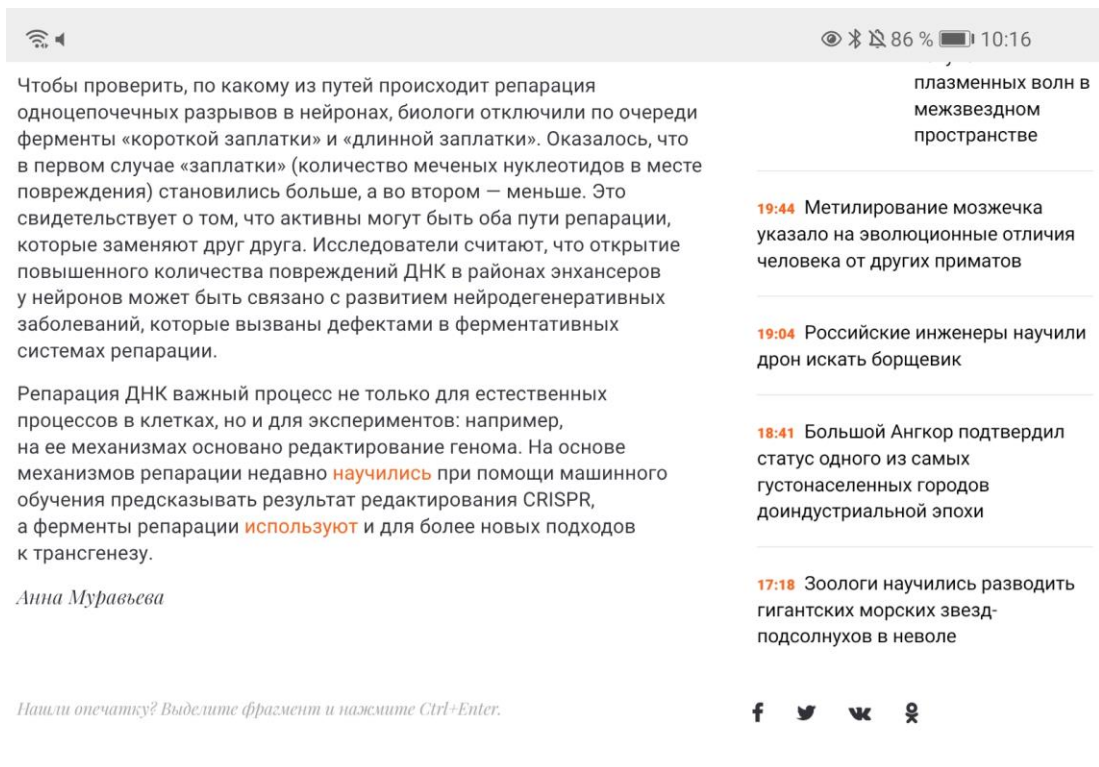 86 % 10:16
Чтобы проверить, по какому из путей происходит репарация
одноцепочечных разрывов в нейронах, биологи отключили по очереди
ферменты «короткой заплатки» и «длинной заплатки». Оказалось, что
в первом случае «заплатки» (количество меченых нуклеотидов в месте
повреждения) становились больше, а во втором — меньше. Это
свидетельствует о том, что активны могут быть оба пути репарации,
которые заменяют друг друга. Исследователи считают, что открытие
повышенного количества повреждений ДНК в районах энхансеров
у нейронов может быть связано с развитием нейродегенеративных
заболеваний, которые вызваны дефектами в ферментативных
системах репарации.
Репарация ДНК важный процесс не только для естественных
процессов в клетках, но и для экспериментов: например,
на ее механизмах основано редактирование генома. На основе
механизмов репарации недавно научились при помощи машинного
обучения предсказывать результат редактирования CRISPR,
а ферменты репарации используют и для более новых подходов
к трансгенезу.
Анна Муравьева
Нашли опечатку? Выделите фрагмент и нажмите Ctrl+Enter.
плазменных волн в
межзвездном
пространстве
19:44 Метилирование мозжечка
указало на эволюционные отличия
человека от других приматов
19:04 Российские инженеры научили
дрон искать борщевик
18:41 Большой Ангкор подтвердил
статус одного из самых
густонаселенных городов
доиндустриальной эпохи
17:18 Зоологи научились разводить
гигантских морских звезд-
подсолнухов в неволе